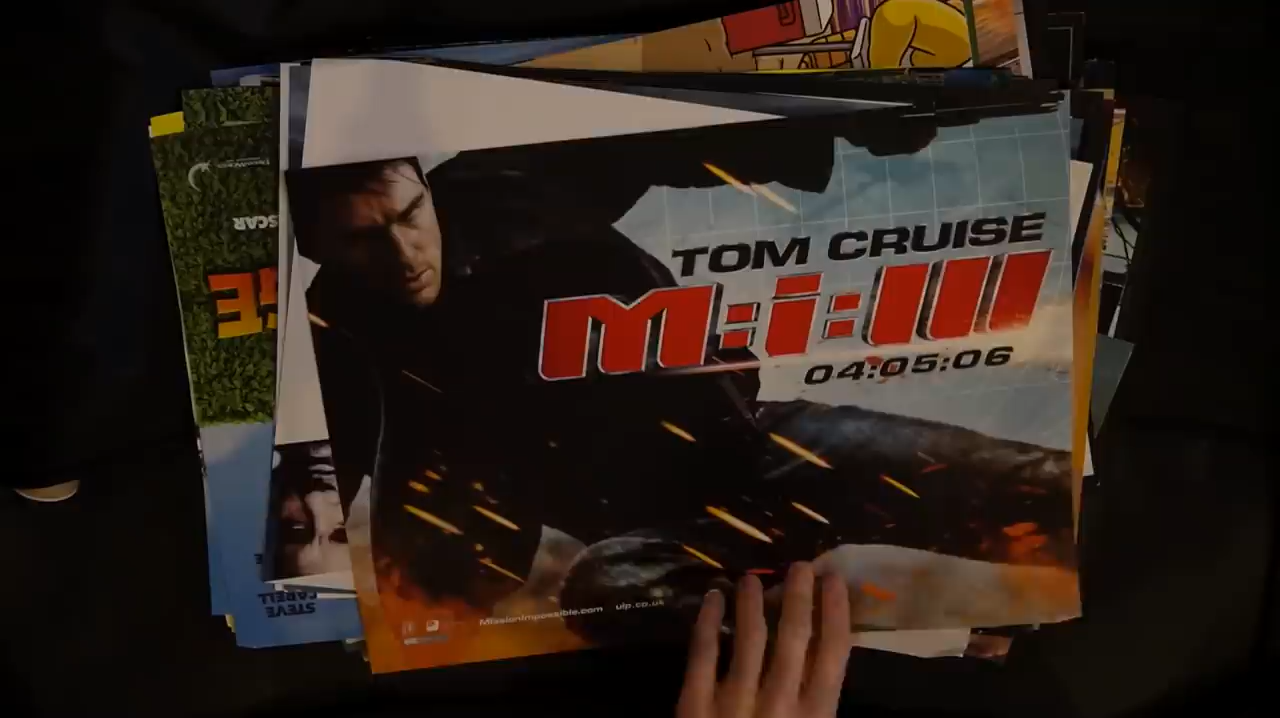 TOM CRUISE
M:i:III
04:05:06
MissionImpossible.com uip.co.uk
SCAR
STEVE
CARELL